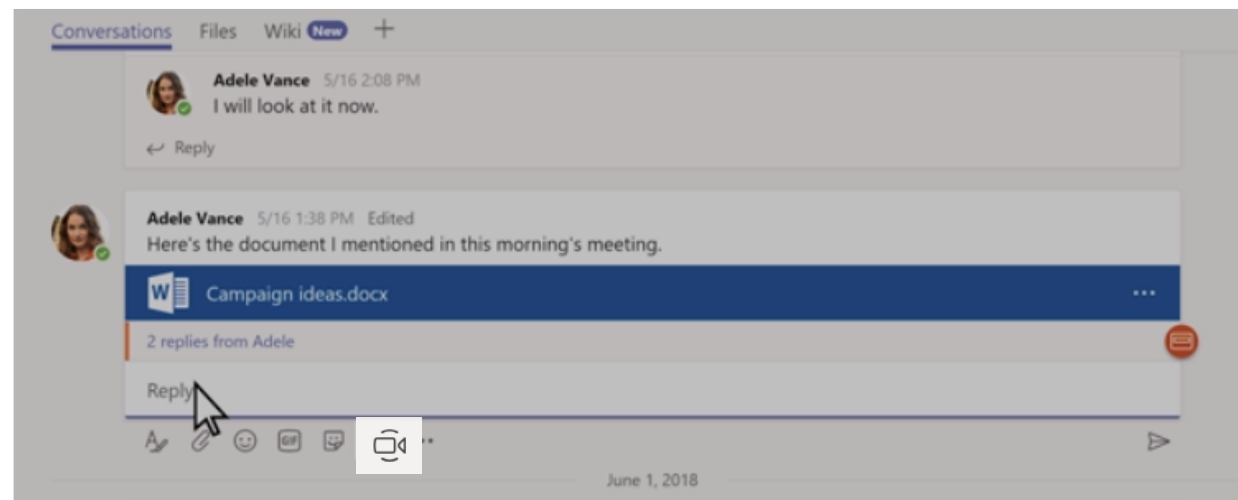 Conversations Files Wiki New
Adele Vance 5/16 2:08 PM
I will look at it now.
Reply
Adele Vance 5/16 1:38 PM Edited
Here's the document I mentioned in this morning's meeting.
W Campaign ideas.docx
2 replies from Adele
Reply
GIF
June 1, 2018